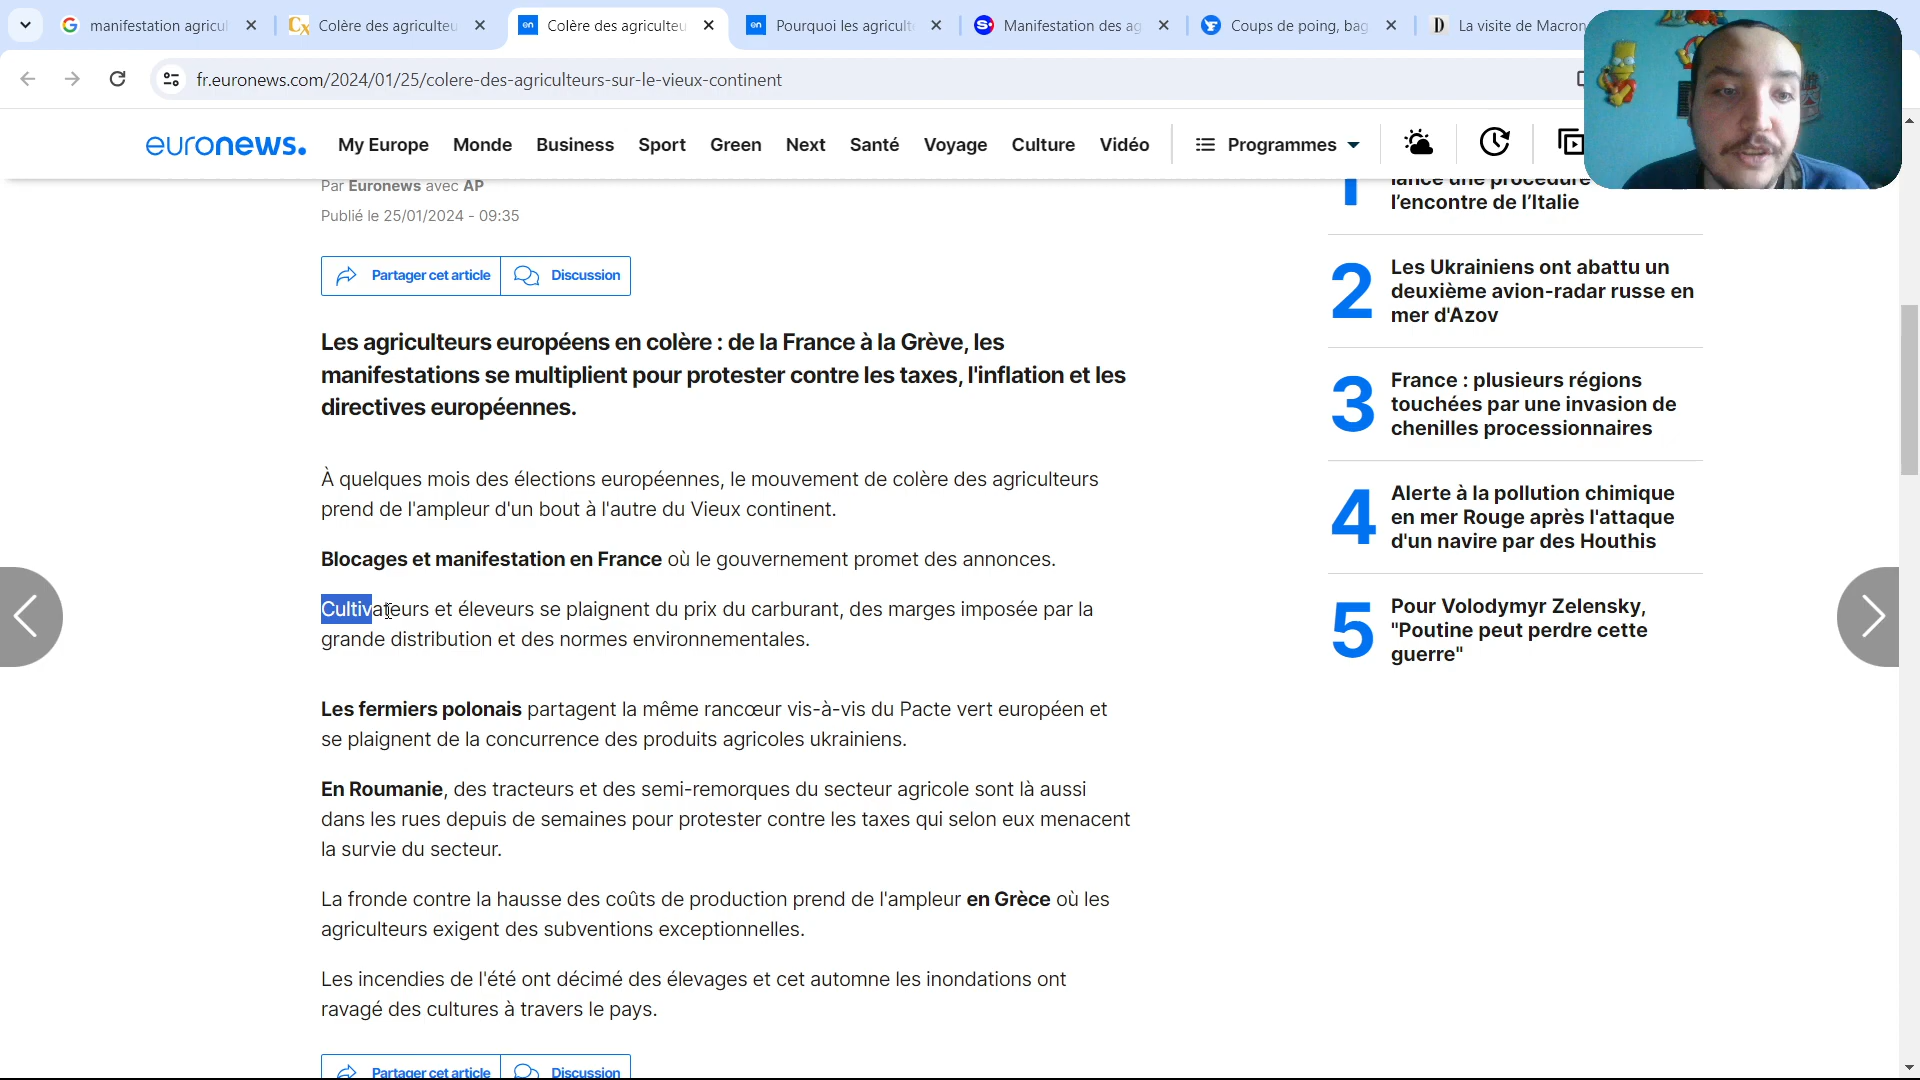 manifestation agricul
Colère des agriculteu
Colère des agriculteu
Pourquoi les agricult
Manifestation des ag
Coups de poing, bag
La visite de Macron
fr.euronews.com/2024/01/25/colere-des-agriculteurs-sur-le-vieux-continent
euronews.
My Europe
Monde
Business
Sport
Green
Next
Santé
Voyage
Culture
Vidéo
Programmes
Par Euronews avec AP
Publié le 25/01/2024 - 09:35
Partager cet article
Discussion
Les agriculteurs européens en colère : de la France à la Grève, les
manifestations se multiplient pour protester contre les taxes, l'inflation et les
directives européennes.
À quelques mois des élections européennes, le mouvement de colère des agriculteurs
prend de l'ampleur d'un bout à l'autre du Vieux continent.
Blocages et manifestation en France où le gouvernement promet des annonces.
Cultivateurs et éleveurs se plaignent du prix du carburant, des marges imposée par la
grande distribution et des normes environnementales.
Les fermiers polonais partagent la même rancœur vis-à-vis du Pacte vert européen et
se plaignent de la concurrence des produits agricoles ukrainiens.
En Roumanie, des tracteurs et des semi-remorques du secteur agricole sont là aussi
dans les rues depuis de semaines pour protester contre les taxes qui selon eux menacent
la survie du secteur.
La fronde contre la hausse des coûts de production prend de l'ampleur en Grèce où les
agriculteurs exigent des subventions exceptionnelles.
Les incendies de l'été ont décimé des élevages et cet automne les inondations ont
ravagé des cultures à travers le pays.
Partager cet article
Discussion
1
lance une procédure
l'encontre de l'Italie
2
Les Ukrainiens ont abattu un
deuxième avion-radar russe en
mer d'Azov
3
France : plusieurs régions
touchées par une invasion de
chenilles processionnaires
4
Alerte à la pollution chimique
en mer Rouge après l'attaque
d'un navire par des Houthis
5
Pour Volodymyr Zelensky,
"Poutine peut perdre cette
guerre"